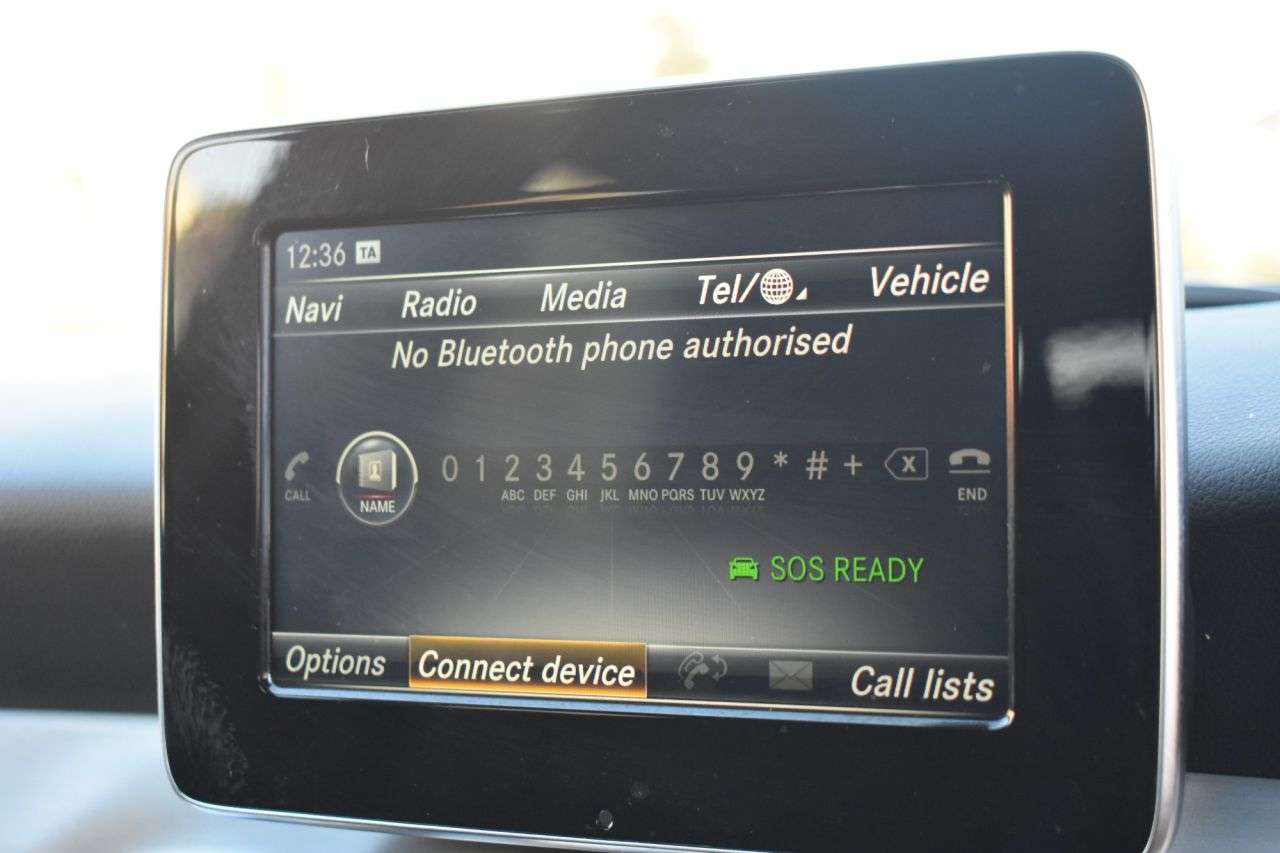 12:36 TA
Navi Radio Media Tel/ Vehicle
No Bluetooth phone authorised
0 1 2 3 4 5 6 7 8 9 * # + x
CALL NAME ABC DEF GHI JKL MNO PQRS TUV WXYZ END
SOS READY
Options Connect device Call lists